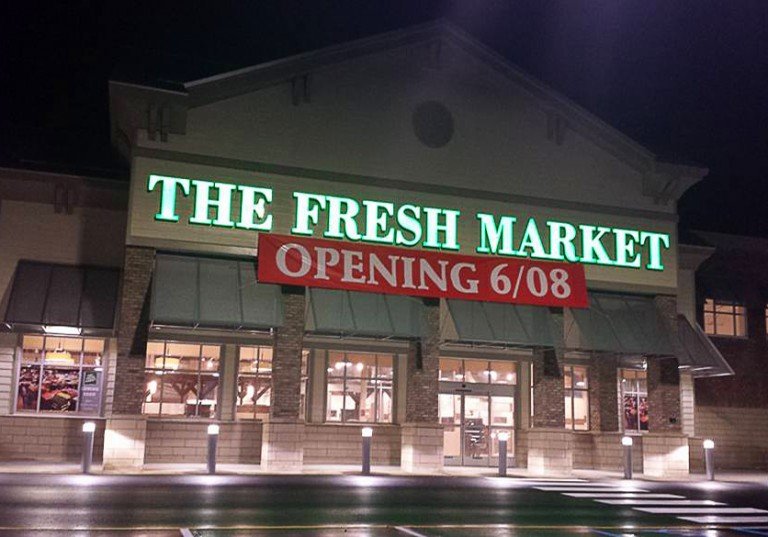 THE FRESH MARKET
OPENING 6/08